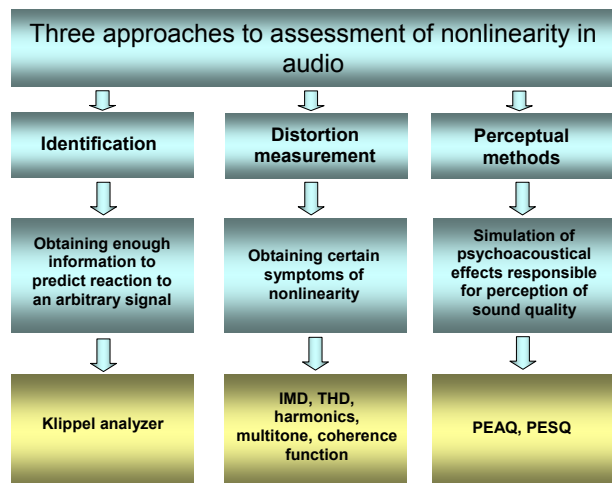 Three approaches to assessment of nonlinearity in
audio
Identification
Distortion
measurement
Perceptual
methods
Obtaining enough
information to
predict reaction to
an arbitrary signal
Obtaining certain
symptoms of
nonlinearity
Simulation of
psychoacoustical
effects responsible
for perception of
sound quality
Klippel analyzer
IMD, THD,
harmonics,
multitone, coherence
function
PEAQ, PESQ